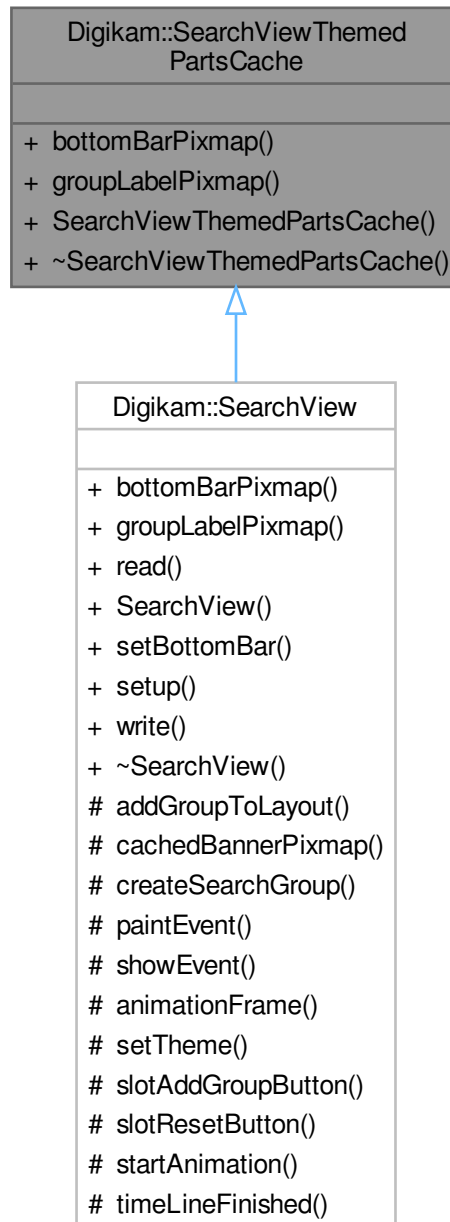 Digikam::SearchViewThemed
PartsCache
+ bottomBarPixmap()
+ groupLabelPixmap()
+ SearchViewThemedPartsCache()
+ ~SearchViewThemedPartsCache()
Digikam::SearchView
+ bottomBarPixmap()
+ groupLabelPixmap()
+ read()
+ SearchView()
+ setBottomBar()
+ setup()
+ write()
+ ~SearchView()
# addGroupToLayout()
# cachedBannerPixmap()
# createSearchGroup()
# paintEvent()
# showEvent()
# animationFrame()
# setTheme()
# slotAddGroupButton()
# slotResetButton()
# startAnimation()
# timeLineFinished()